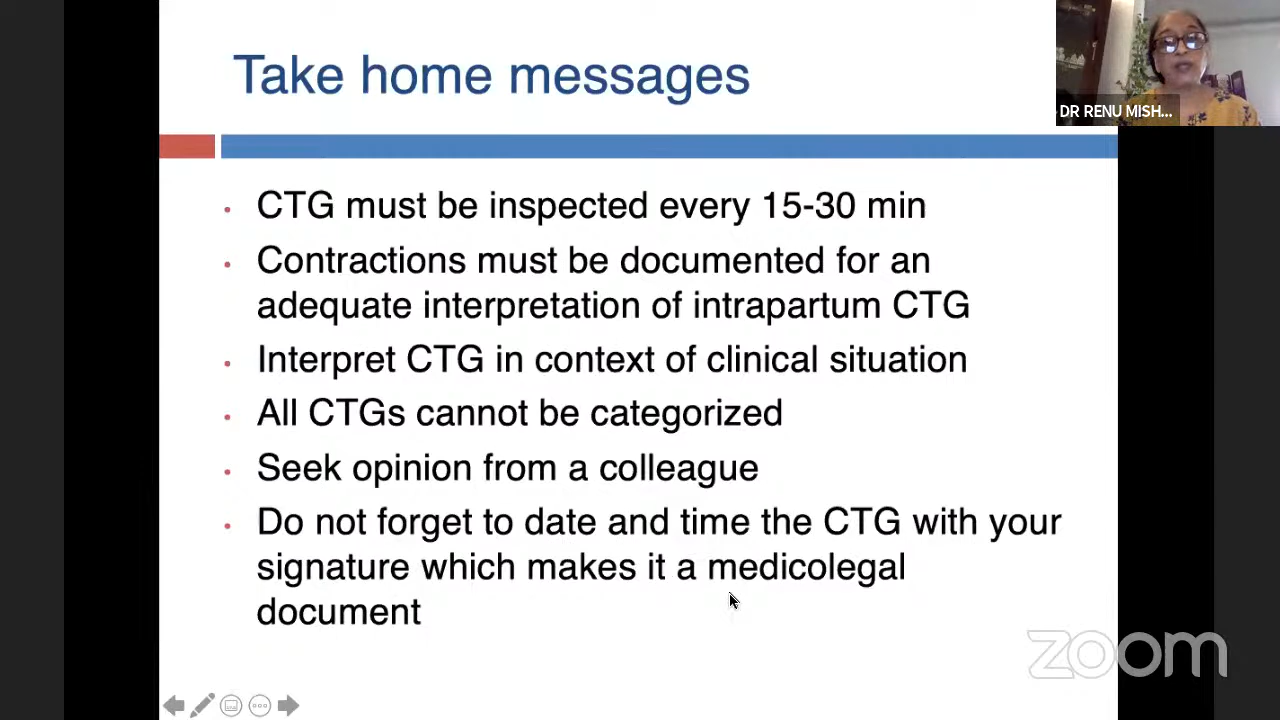 Take home messages
DR RENU MISH...
• CTG must be inspected every 15-30 min
• Contractions must be documented for an
adequate interpretation of intrapartum CTG
• Interpret CTG in context of clinical situation
• All CTGs cannot be categorized
• Seek opinion from a colleague
• Do not forget to date and time the CTG with your
signature which makes it a medicolegal
document
zoom